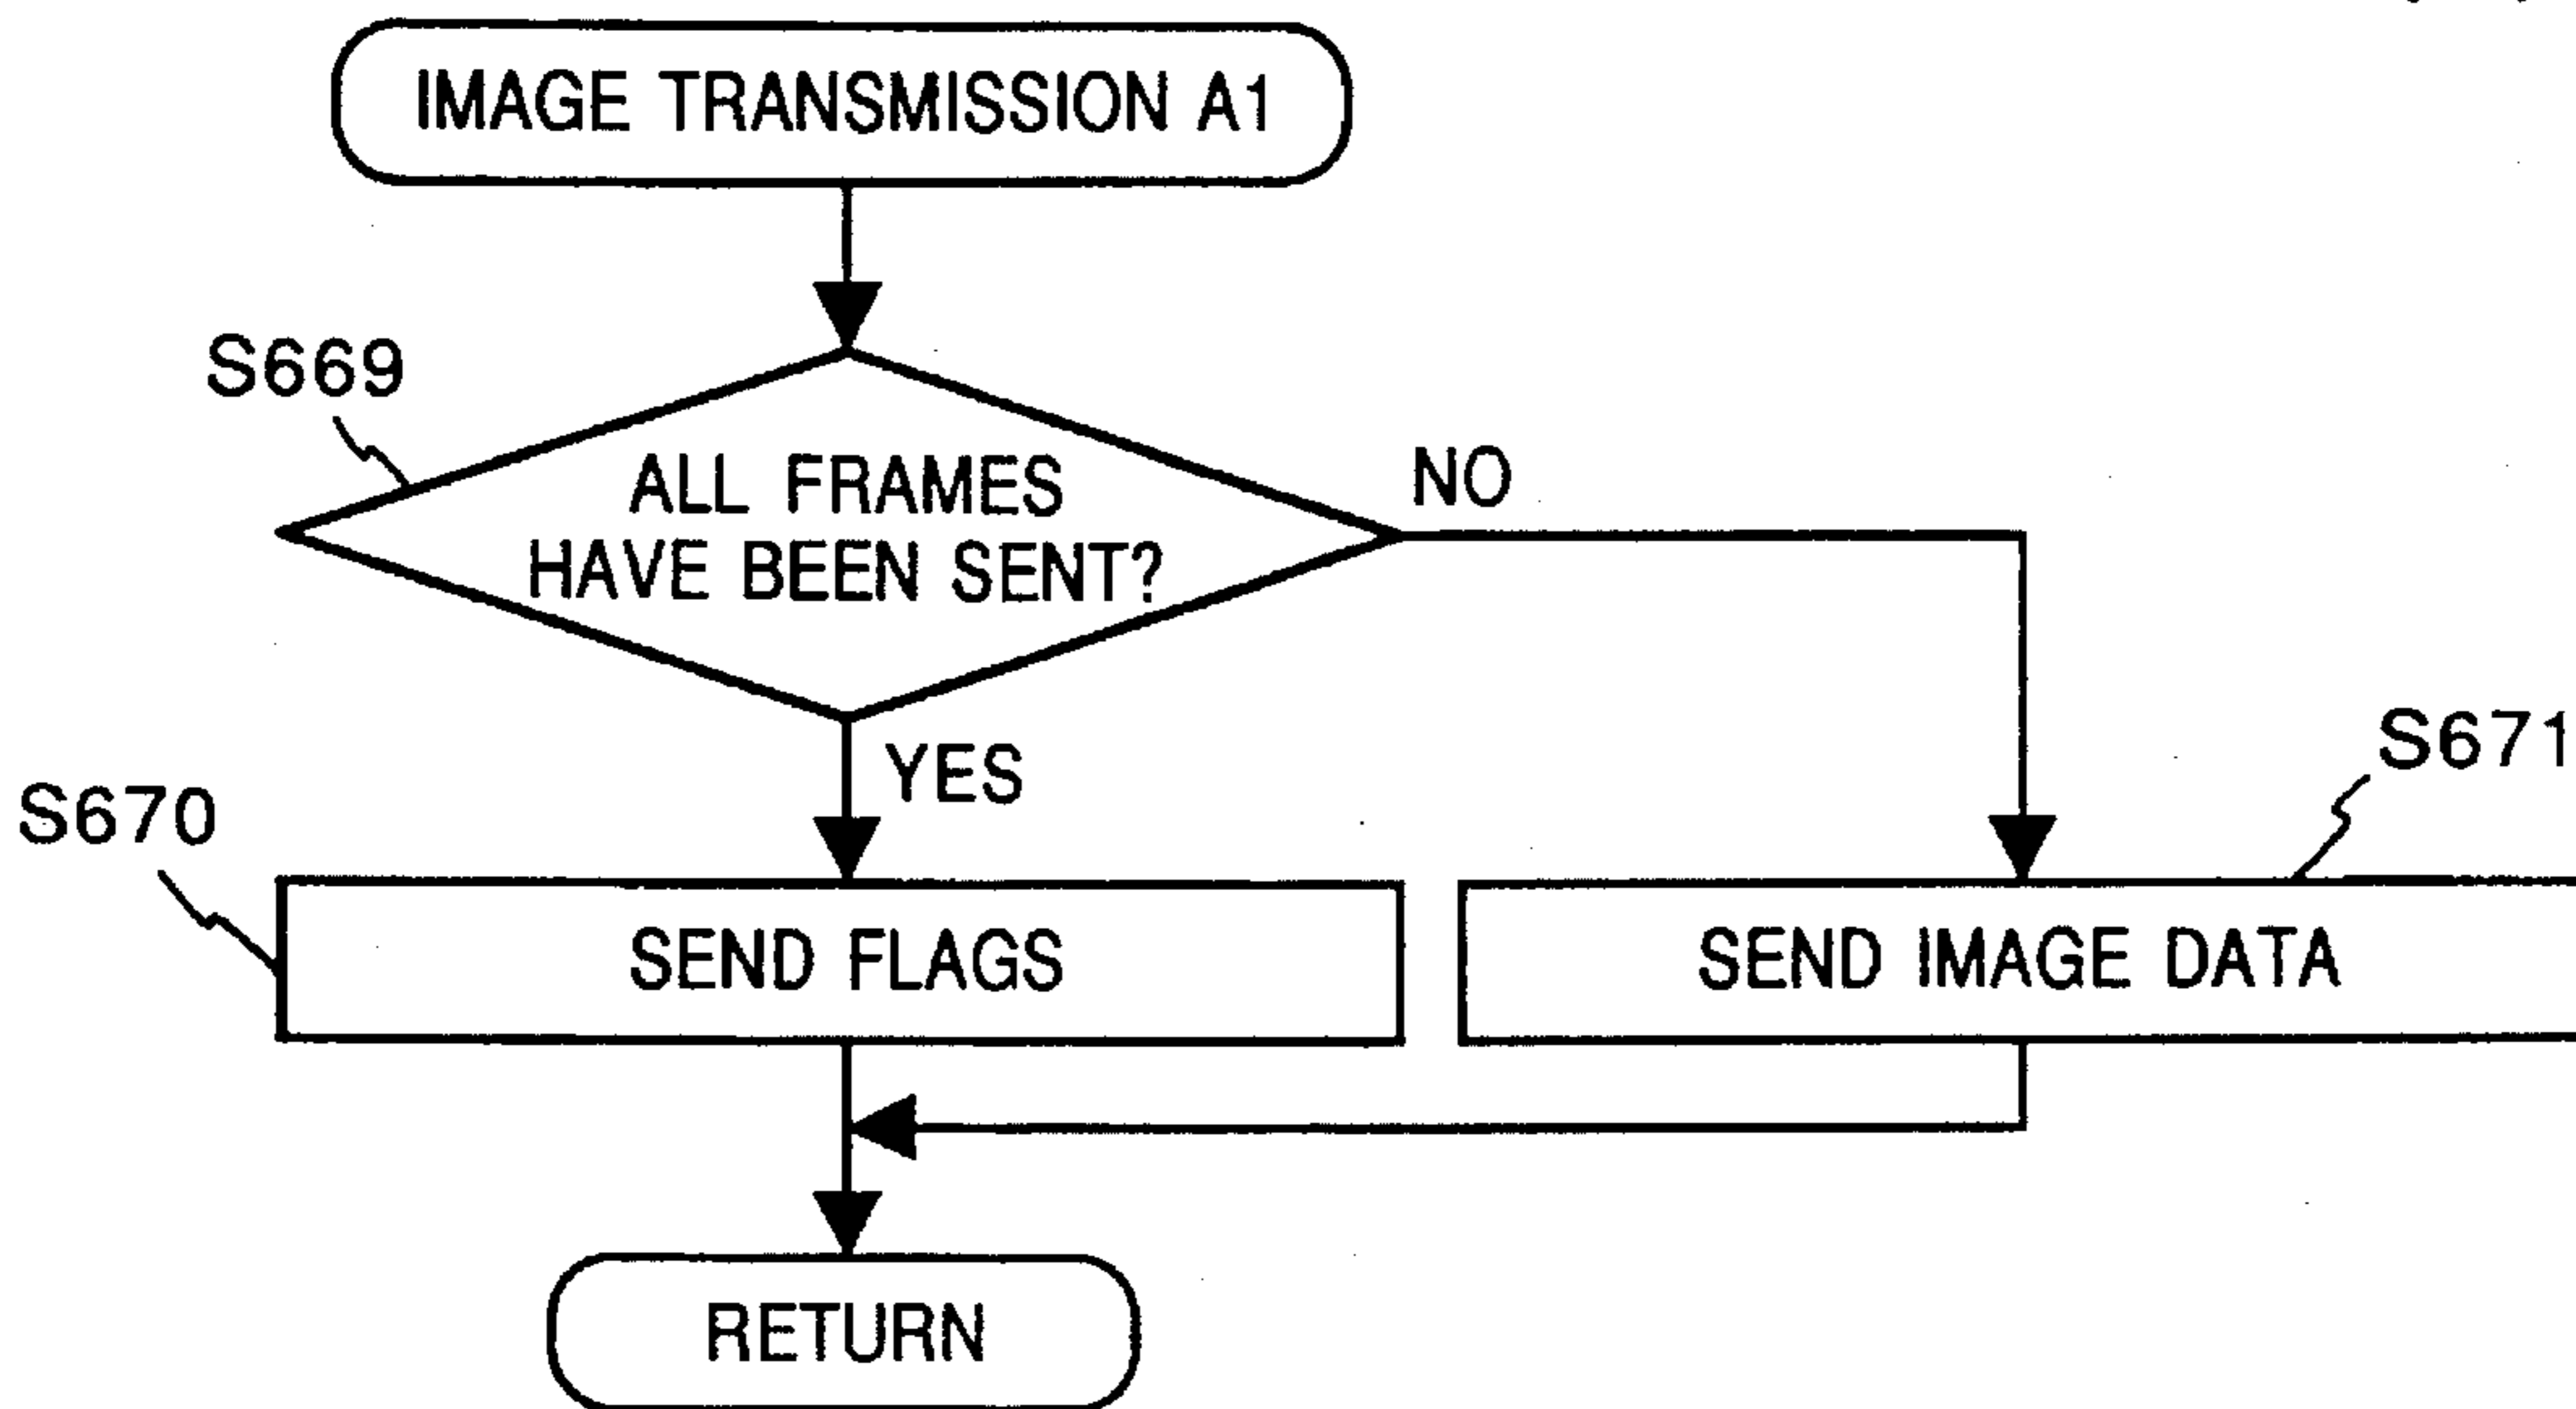 IMAGE TRANSMISSION A1
S669
ALL FRAMES
HAVE BEEN SENT?
NO
YES
S670
S671
SEND FLAGS
SEND IMAGE DATA
RETURN